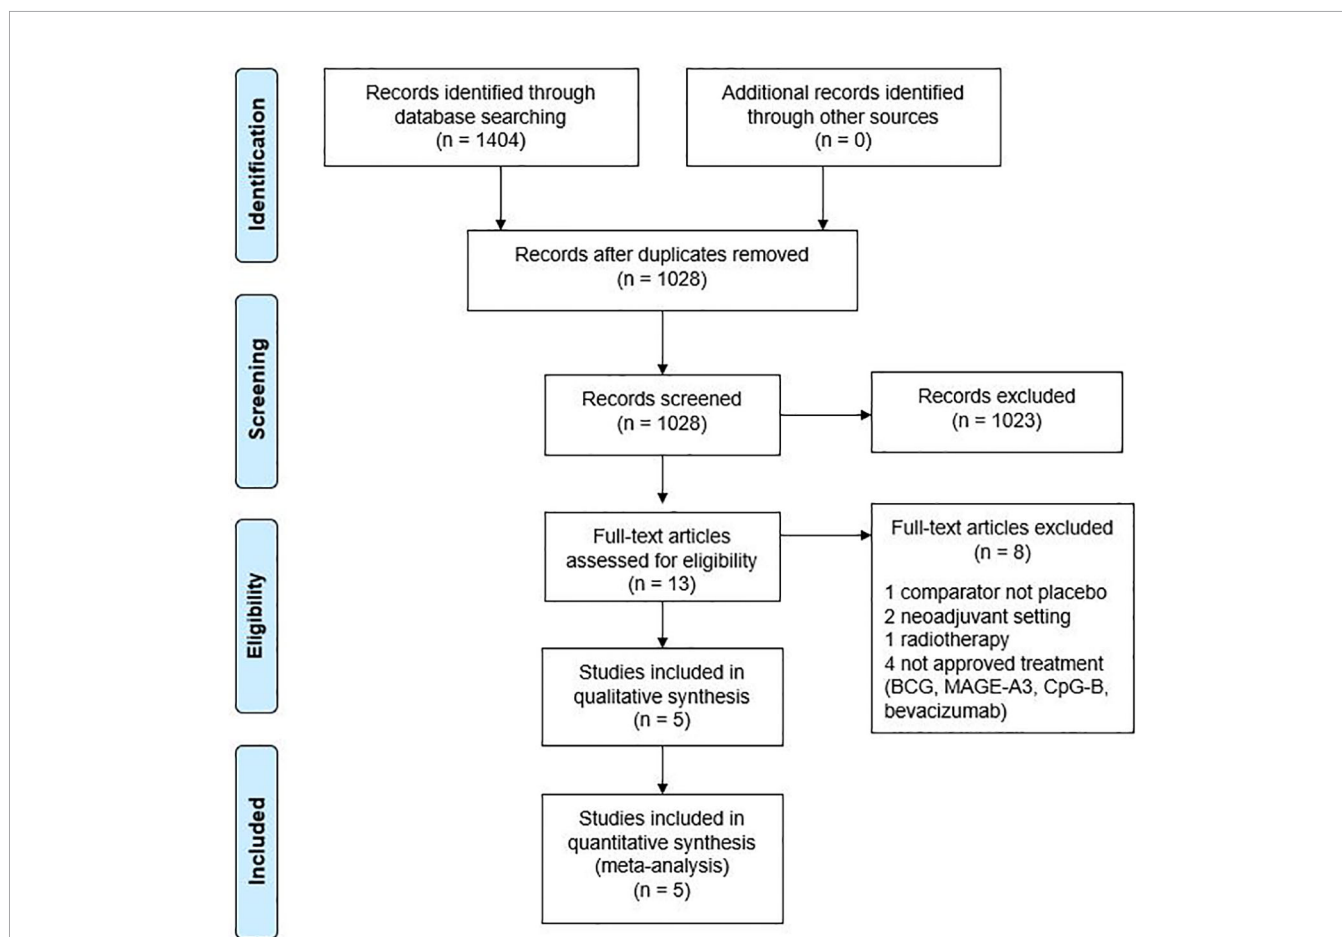 Identification
Records identified through
database searching
(n = 1404)
Additional records identified
through other sources
(n = 0)
Records after duplicates removed
(n = 1028)
Screening
Records screened
(n = 1028)
Records excluded
(n = 1023)
Eligibility
Full-text articles
assessed for eligibility
(n = 13)
Full-text articles excluded
(n = 8)
1 comparator not placebo
2 neoadjuvant setting
1 radiotherapy
4 not approved treatment
(BCG, MAGE-A3, CpG-B,
bevacizumab)
Studies included in
qualitative synthesis
(n = 5)
Included
Studies included in
quantitative synthesis
(meta-analysis)
(n = 5)